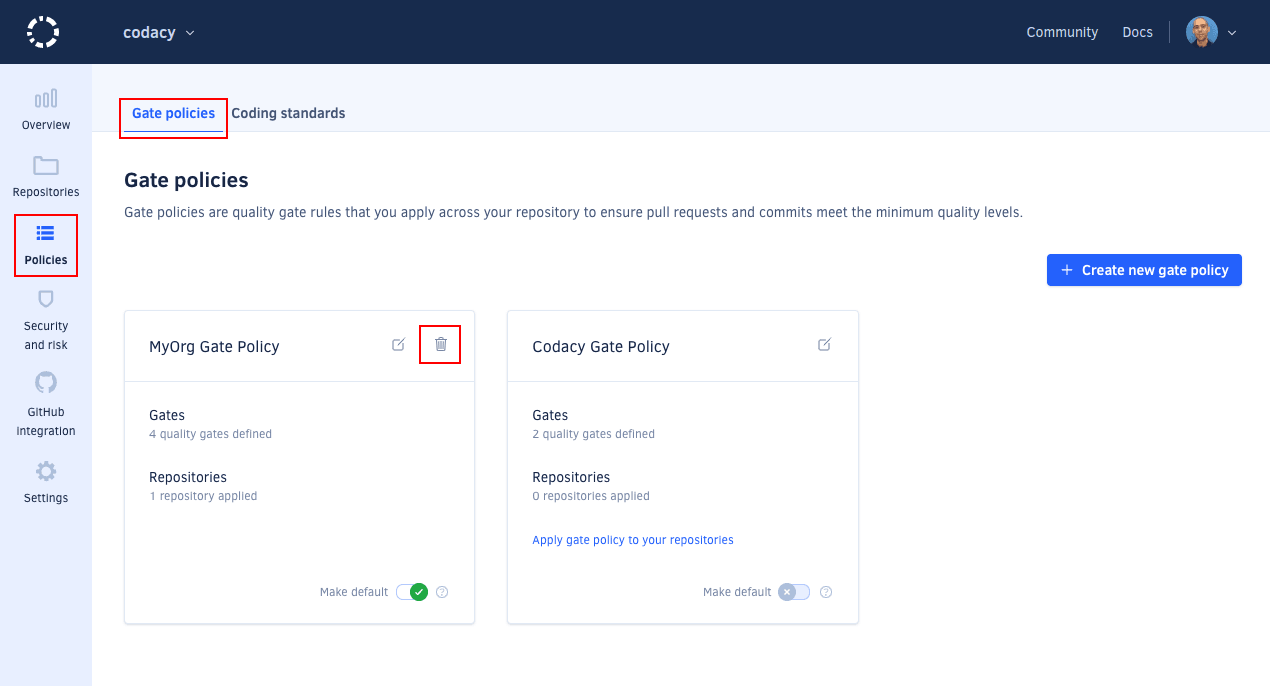 codacy
Community
Docs
Overview
Repositories
Policies
Security
and risk
GitHub
integration
Settings
Gate policies
Coding standards
Gate policies
Gate policies are quality gate rules that you apply across your repository to ensure pull requests and commits meet the minimum quality levels.
+ Create new gate policy
MyOrg Gate Policy
Gates
4 quality gates defined
Repositories
1 repository applied
Make default
?
Codacy Gate Policy
Gates
2 quality gates defined
Repositories
0 repositories applied
Apply gate policy to your repositories
Make default
?